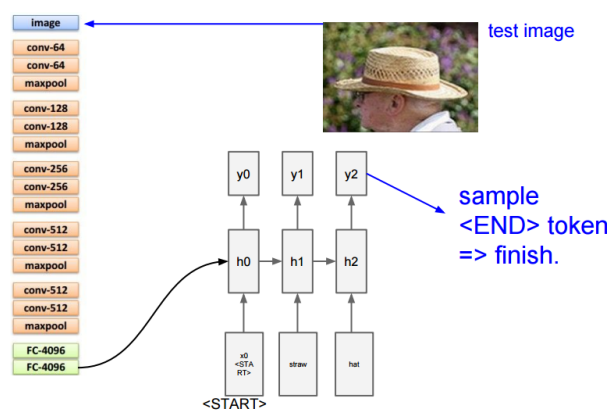 image
test image
conv-64
conv-64
maxpool
conv-128
conv-128
maxpool
conv-256
conv-256
maxpool
conv-512
conv-512
maxpool
conv-512
conv-512
maxpool
FC-4096
FC-4096
y0 y1 y2
sample
<END> token
=> finish.
h0 h1 h2
x0
<STA
RT>
straw
hat
<START>